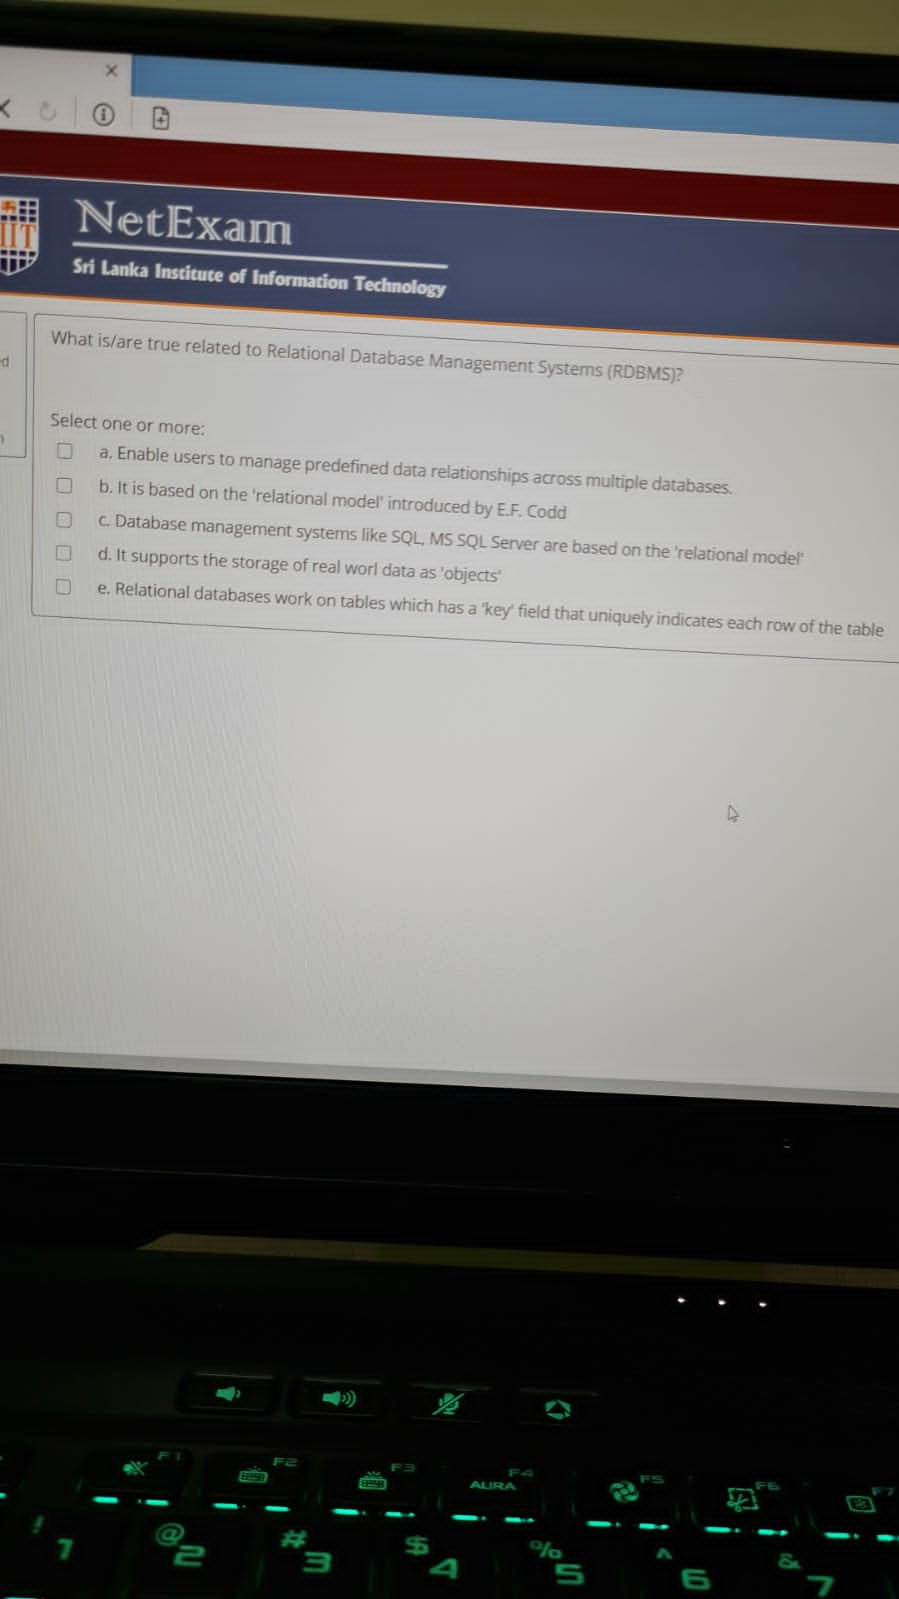 IIT
NetExam
Sri Lanka Institute of Information Technology
What is/are true related to Relational Database Management Systems (RDBMS)?
Select one or more:
a. Enable users to manage predefined data relationships across multiple databases.
b. It is based on the 'relational model' introduced by E.F. Codd
c. Database management systems like SQL, MS SQL Server are based on the 'relational model'
d. It supports the storage of real worl data as 'objects'
e. Relational databases work on tables which has a 'key' field that uniquely indicates each row of the table
F1 F2 F3 F4 F5 F6 F7
AURA
! @ # $ % ^ &
1 2 3 4 5 6 7